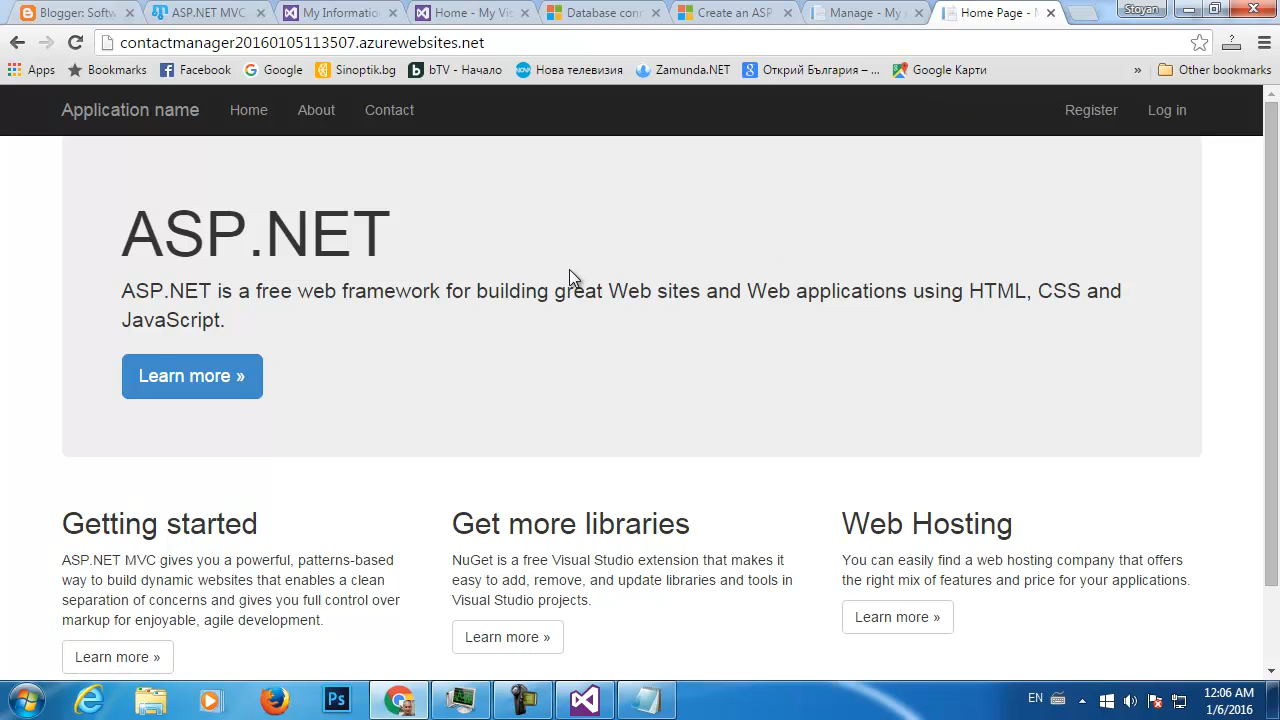 Blogger: Softw
ASP.NET MVC
My Informatio
Home - My Vi
Database con
Create an ASP
Manage - My
Home Page -
Stoyan
contactmanager20160105113507.azurewebsites.net
Apps
Bookmarks
Facebook
Google
Sinoptik.bg
bTV - Начало
Нова телевизия
Zamunda.NET
Открий България – ...
Google Карти
»
Other bookmarks
Application name
Home
About
Contact
Register
Log in
ASP.NET
ASP.NET is a free web framework for building great Web sites and Web applications using HTML, CSS and
JavaScript.
Learn more »
Getting started
ASP.NET MVC gives you a powerful, patterns-based
way to build dynamic websites that enables a clean
separation of concerns and gives you full control over
markup for enjoyable, agile development.
Learn more »
Get more libraries
NuGet is a free Visual Studio extension that makes it
easy to add, remove, and update libraries and tools in
Visual Studio projects.
Learn more »
Web Hosting
You can easily find a web hosting company that offers
the right mix of features and price for your applications.
Learn more »
Ps
EN
12:06 AM
1/6/2016